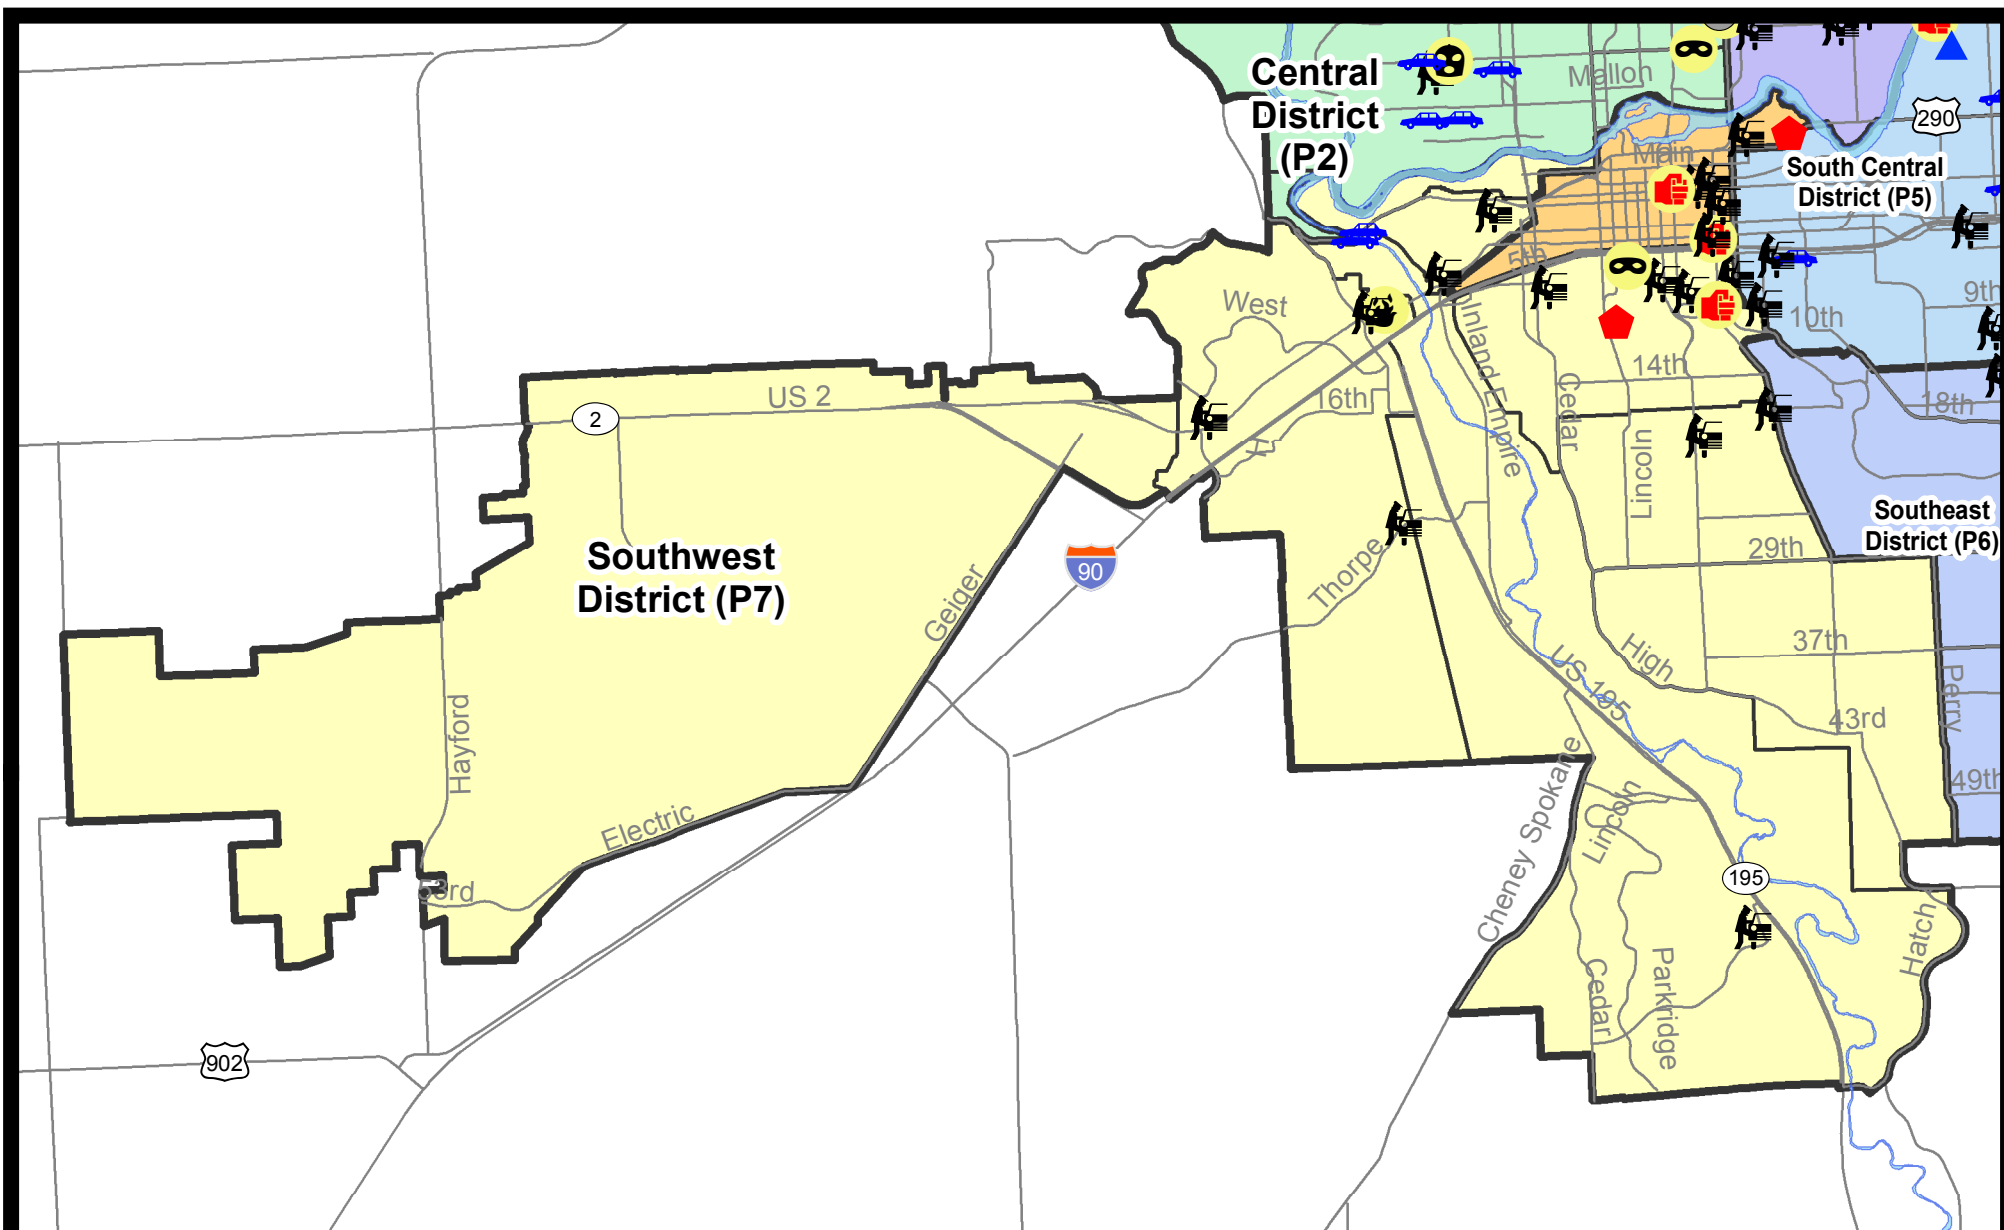 Central
District
(P2)
Mallon
290
Main
South Central
District (P5)
5th
9th
10th
West
Inland Empire
14th
US 2
2
16th
Cedar
18th
Lincoln
Southeast
District (P6)
29th
Southwest
District (P7)
90
Geiger
Thorpe
High
37th
US 195
Perry
43rd
Hayford
49th
Cheney Spokane
Lincoln
Electric
53rd
195
Hatch
Cedar
Parkridge
902